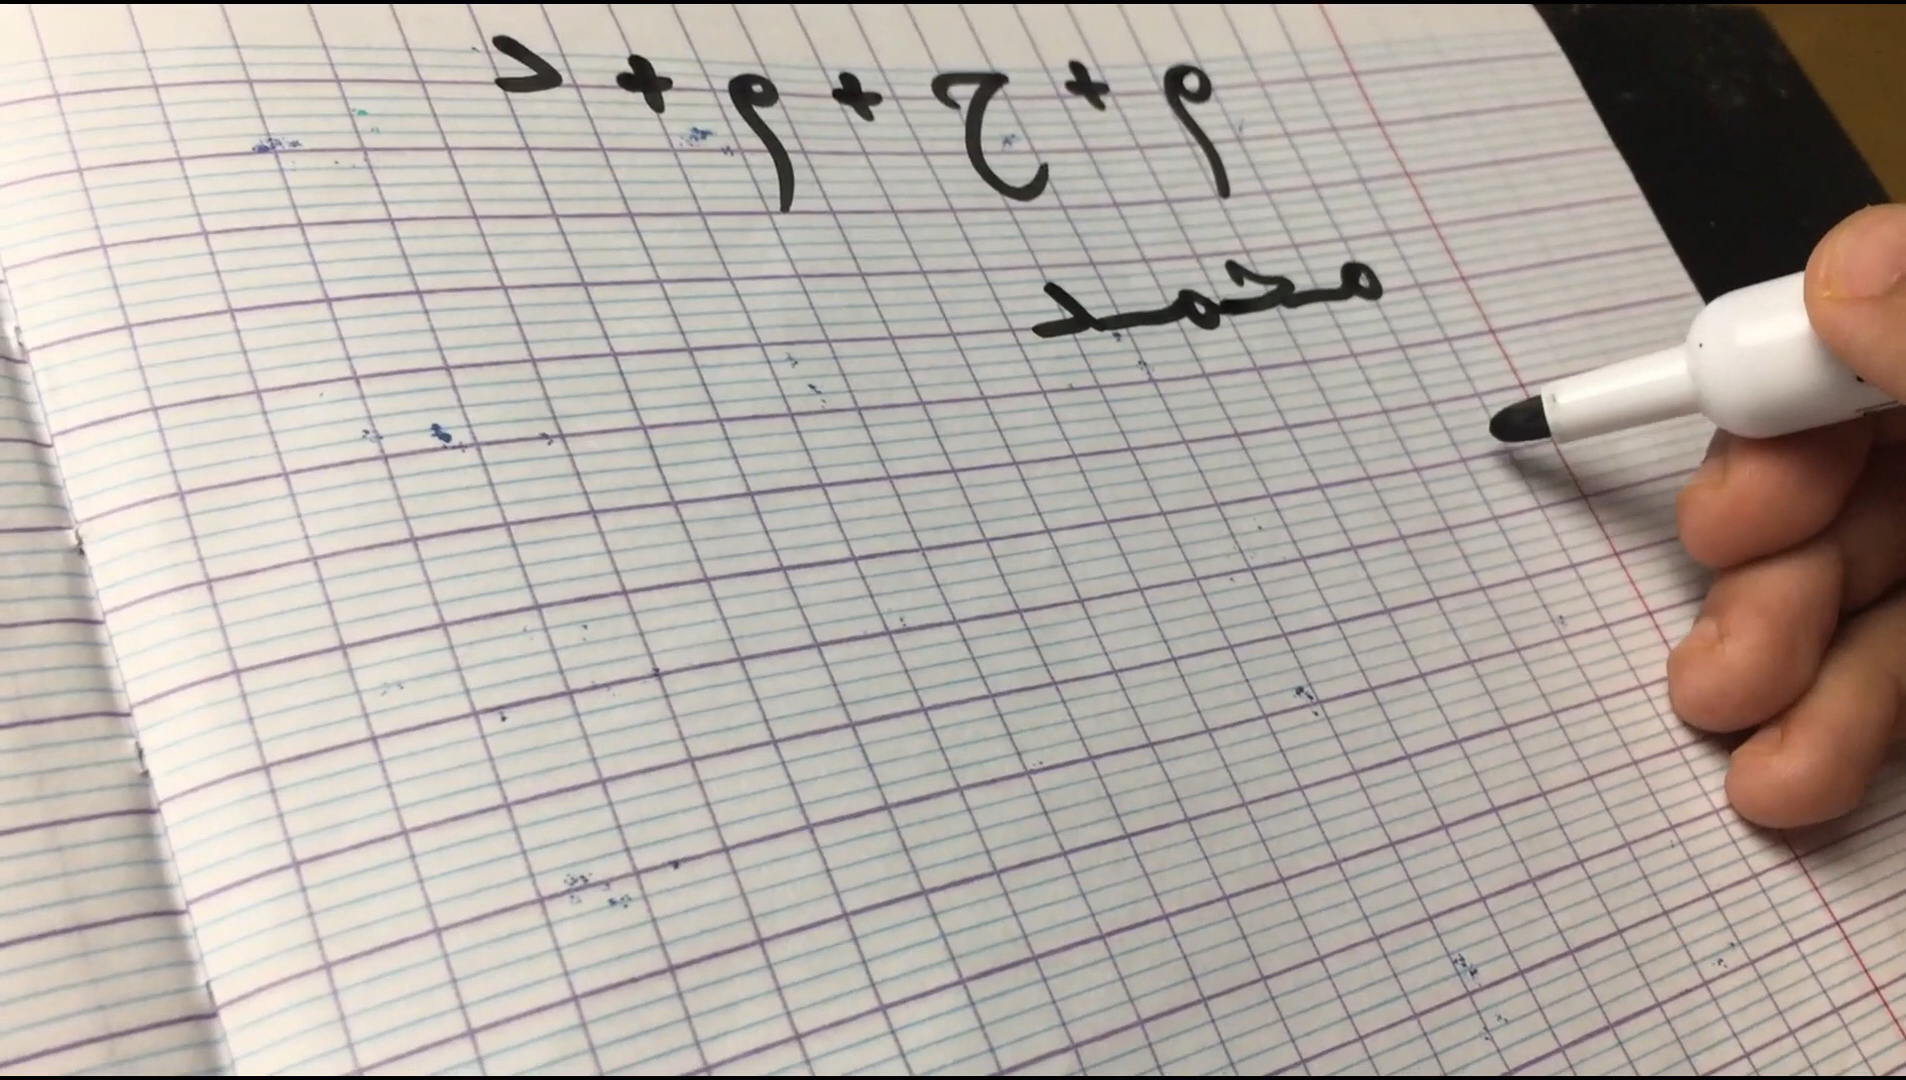 م + ح + م + د
محمد